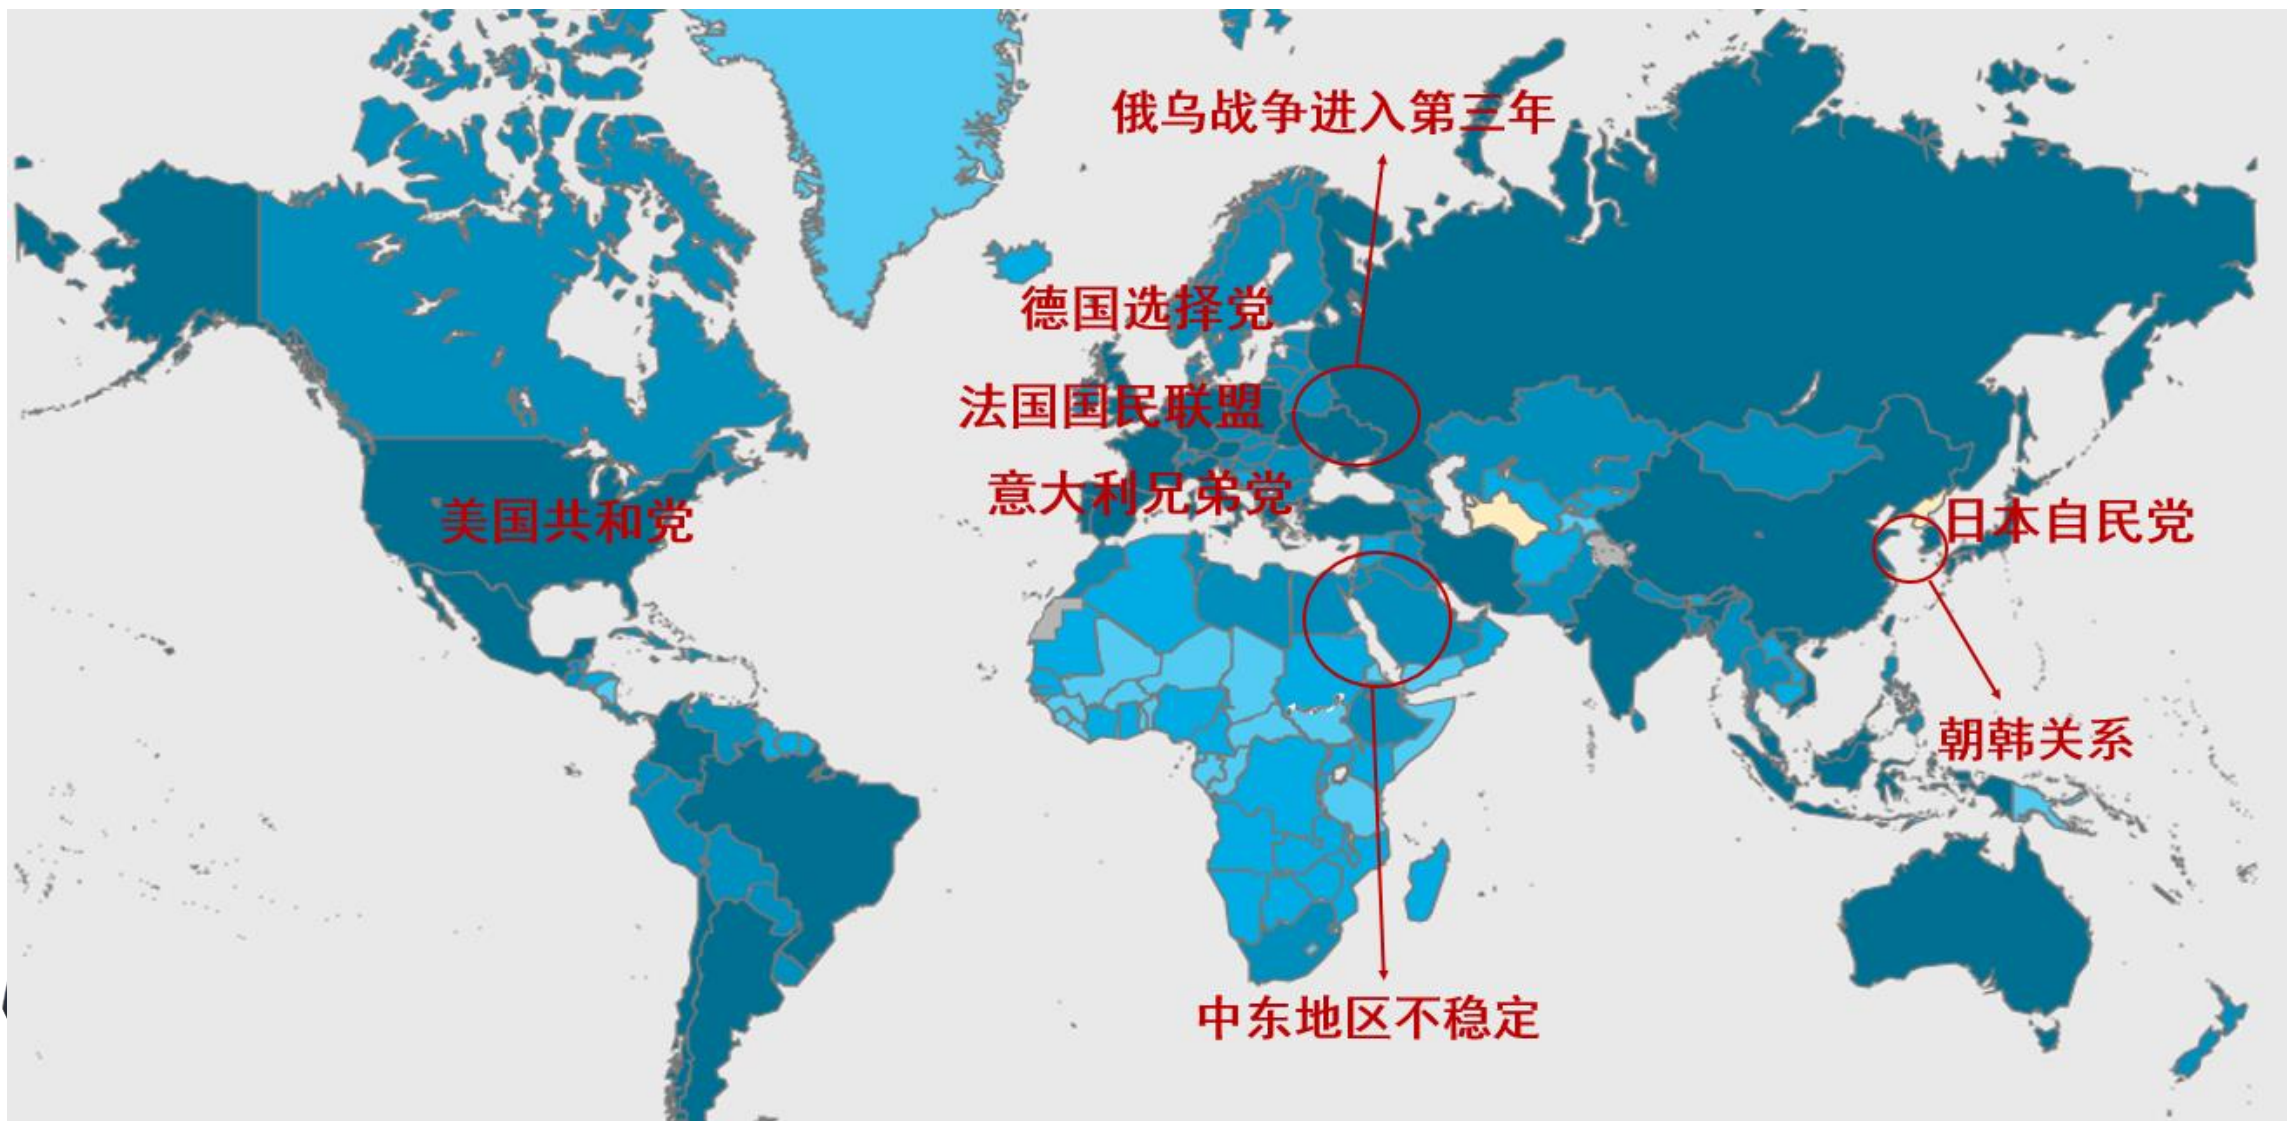 俄乌战争进入第三年
德国选择党
法国国民联盟
意大利兄弟党
美国共和党
日本自民党
朝韩关系
中东地区不稳定